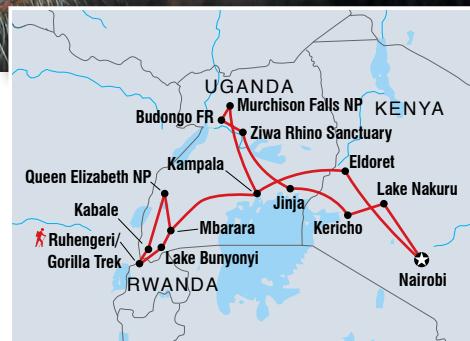 UGANDA
Murchison Falls NP
KENYA
Budongo FR
Ziwa Rhino Sanctuary
Kampala
Eldoret
Queen Elizabeth NP
Lake Nakuru
Jinja
Kabale
Mbarara
Kericho
Ruhengeri/
Gorilla Trek
Lake Bunyonyi
Nairobi
RWANDA